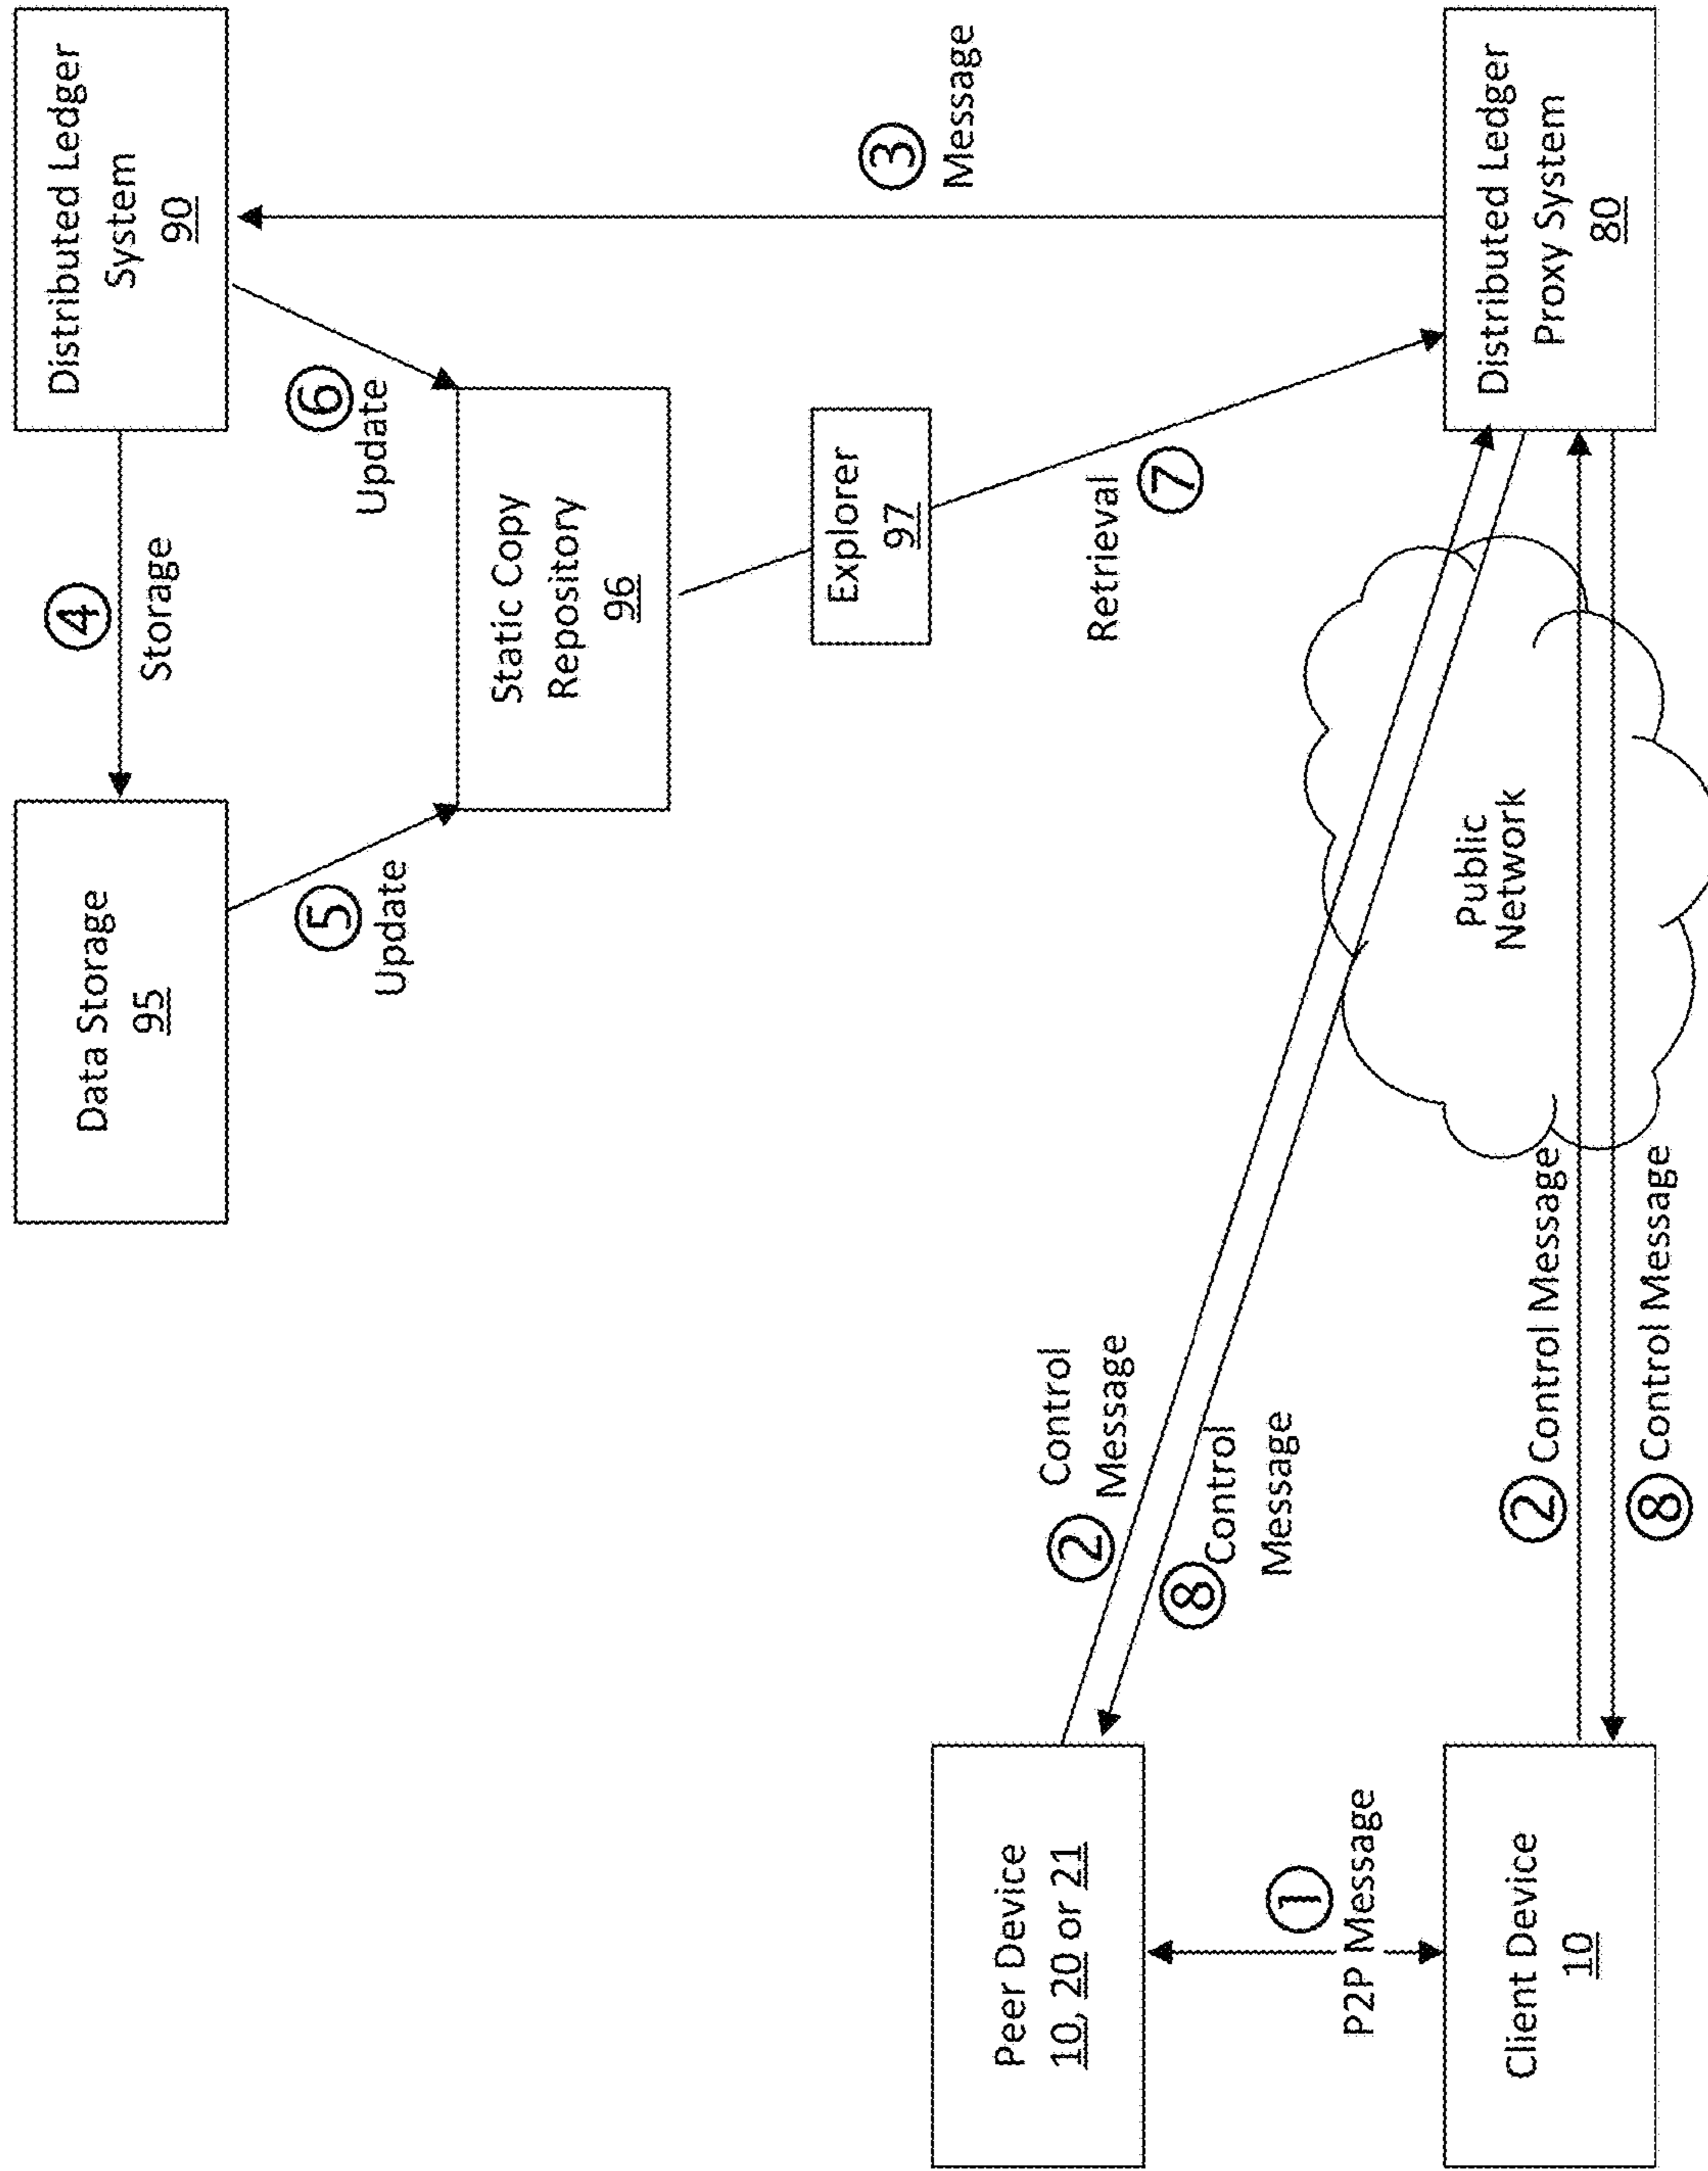 Data Storage
95
④
Storage
Distributed Ledger
System
90
⑤
Update
⑥
Update
Static Copy
Repository
96
Explorer
97
③
Message
Retrieval
⑦
Peer Device
10, 20 or 21
②
Control
Message
⑧
Control
Message
①
P2P Message
Public
Network
Client Device
10
② Control Message
⑧ Control Message
Distributed Ledger
Proxy System
80